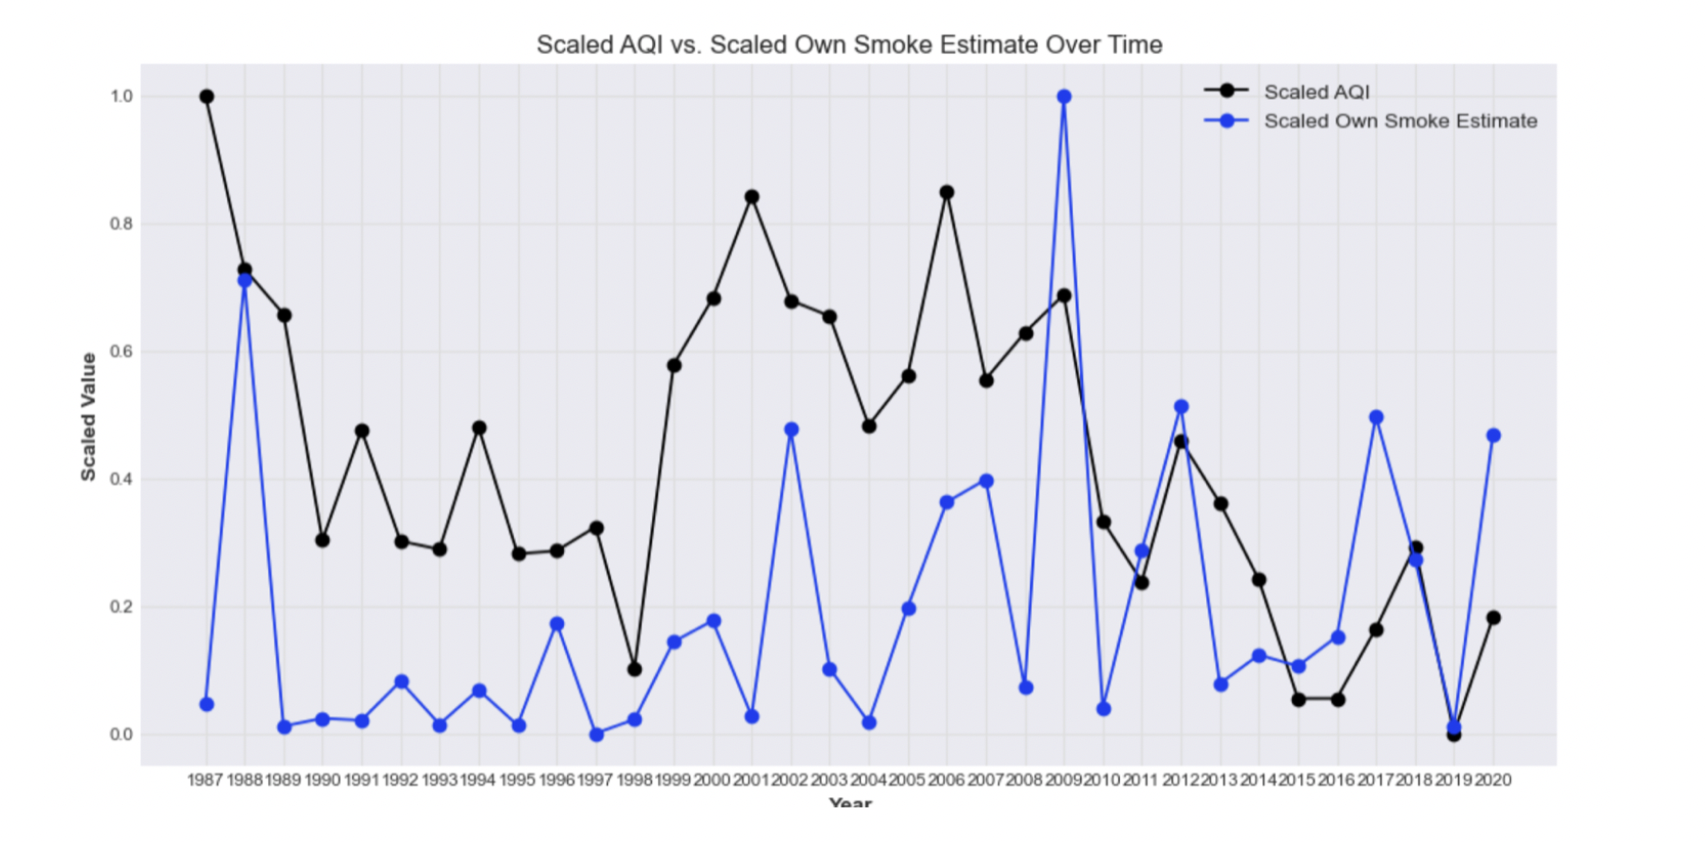 Scaled AQI vs. Scaled Own Smoke Estimate Over Time
Scaled AQI
Scaled Own Smoke Estimate
Scaled Value
1.0
0.8
0.6
0.4
0.2
0.0
1987 1988 1989 1990 1991 1992 1993 1994 1995 1996 1997 1998 1999 2000 2001 2002 2003 2004 2005 2006 2007 2008 2009 2010 2011 2012 2013 2014 2015 2016 2017 2018 2019 2020
Year